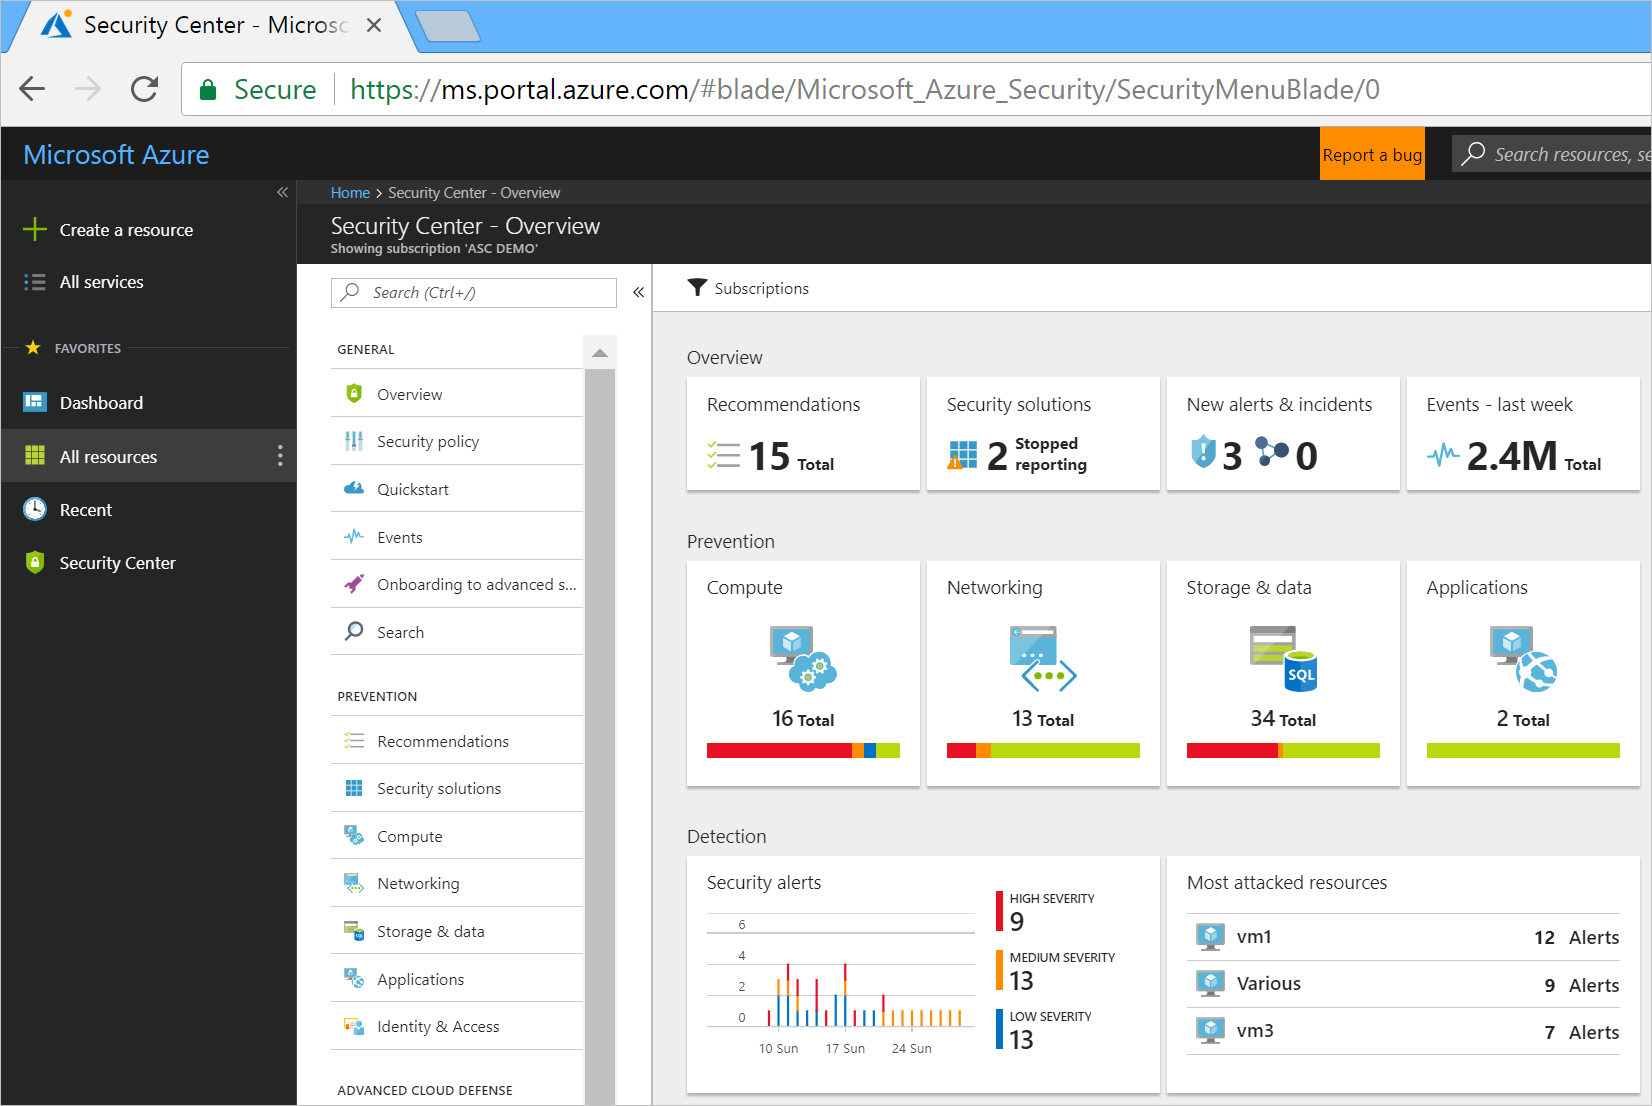 Security Center - Microsc
Secure
https://ms.portal.azure.com/#blade/Microsoft_Azure_Security/SecurityMenuBlade/0
Microsoft Azure
Report a bug
Search resources, se
Create a resource
All services
FAVORITES
Dashboard
All resources
Recent
Security Center
Home > Security Center - Overview
Security Center - Overview
Showing subscription 'ASC DEMO'
Search (Ctrl+/)
GENERAL
Overview
Security policy
Quickstart
Events
Onboarding to advanced s...
Search
PREVENTION
Recommendations
Security solutions
Compute
Networking
Storage & data
Applications
Identity & Access
ADVANCED CLOUD DEFENSE
Subscriptions
Overview
Recommendations
15 Total
Security solutions
2 Stopped
reporting
New alerts & incidents
3 0
Events - last week
2.4M Total
Prevention
Compute
16 Total
Networking
13 Total
Storage & data
SQL
34 Total
Applications
2 Total
Detection
Security alerts
6
4
2
0
10 Sun 17 Sun 24 Sun
HIGH SEVERITY
9
MEDIUM SEVERITY
13
LOW SEVERITY
13
Most attacked resources
vm1 12 Alerts
Various 9 Alerts
vm3 7 Alerts